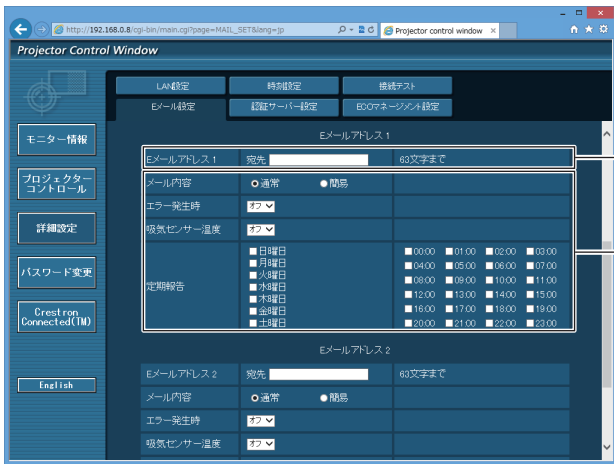 http://192.168.0.8/cgi-bin/main.cgi?page=MAIL_SET&lang=jp
Projector control window
Projector Control Window
LAN設定 時刻設定 接続テスト
Eメール設定 認証サーバー設定 ECOマネージメント設定
モニター情報
プロジェクター
コントロール
詳細設定
パスワード変更
Crestron
Connected(TM)
English
Eメールアドレス 1
Eメールアドレス 1 宛先 63文字まで
メール内容 通常 簡易
エラー発生時 オフ
吸気センサー温度 オフ
定期報告
日曜日
月曜日
火曜日
水曜日
木曜日
金曜日
土曜日
00:00 01:00 02:00 03:00
04:00 05:00 06:00 07:00
08:00 09:00 10:00 11:00
12:00 13:00 14:00 15:00
16:00 17:00 18:00 19:00
20:00 21:00 22:00 23:00
Eメールアドレス 2
Eメールアドレス 2 宛先 63文字まで
メール内容 通常 簡易
エラー発生時 オフ
吸気センサー温度 オフ